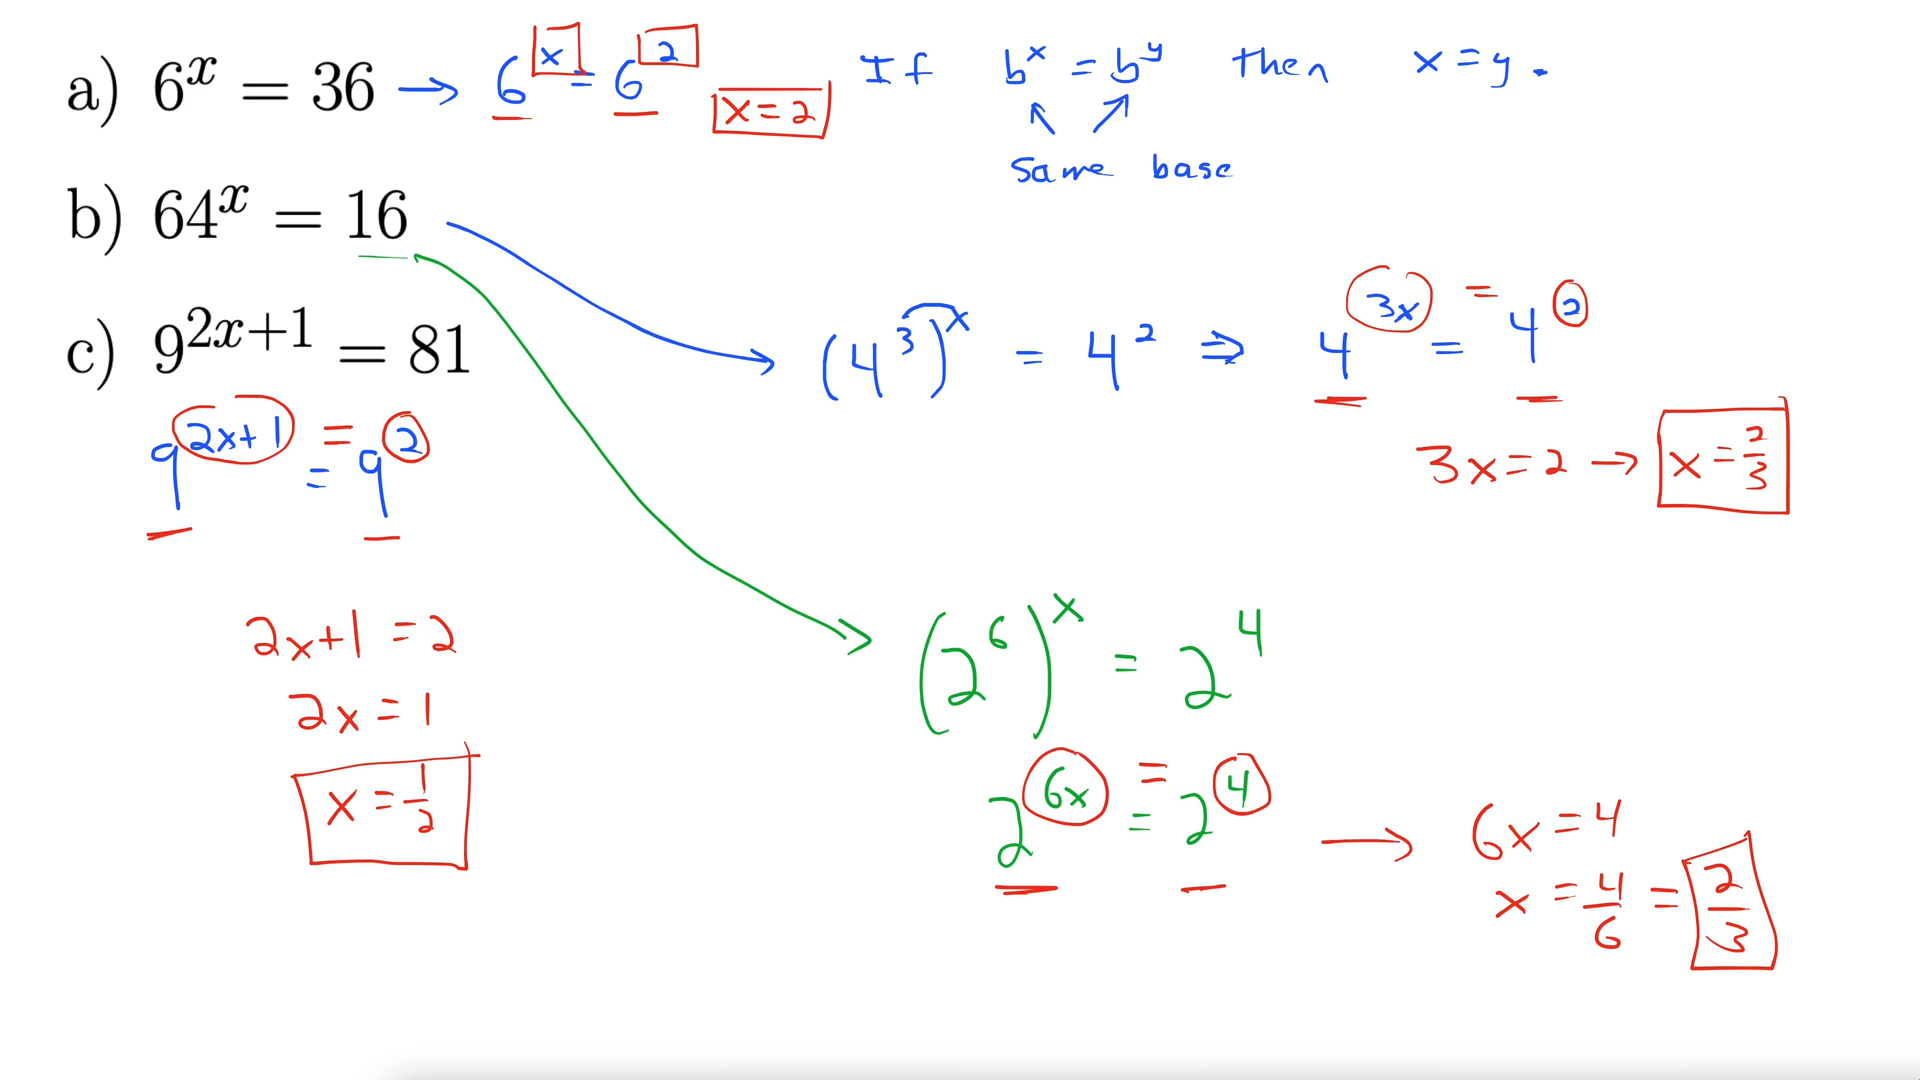 a) 6^x = 36 → 6^x = 6^2   x = 2   If b^x = b^y then x = y.
Same base
b) 64^x = 16
(4^3)^x = 4^2 ⇒ 4^{3x} = 4^2
c) 9^{2x+1} = 81
9^{2x+1} = 9^2
3x = 2 → x = 2/3
2x+1 = 2
2x = 1
x = 1/2
(2^6)^x = 2^4
2^{6x} = 2^4 → 6x = 4
x = 4/6 = 2/3